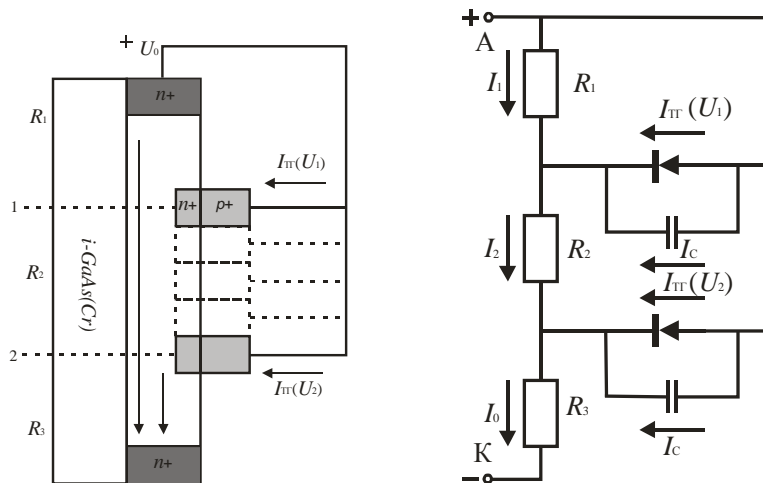 + U₀
n+
R₁
I_ТГ(U₁)
1
n+ p+
R₂
i-GaAs(Cr)
2
I_ТГ(U₂)
R₃
n+
+ А
I₁
R₁
I_ТГ (U₁)
I₂
R₂
I_C
I_ТГ(U₂)
I₀
R₃
К
I_C
−